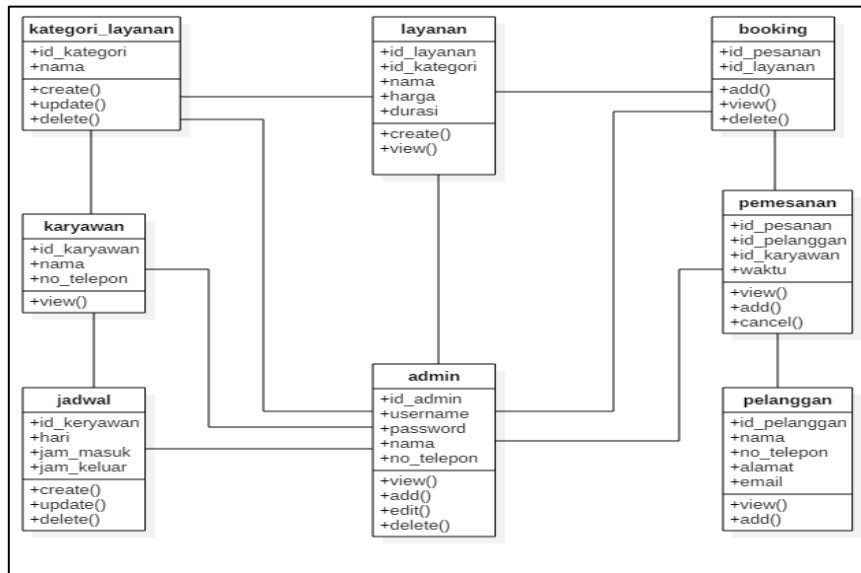 kategori_layanan
+id_kategori
+nama
+create()
+update()
+delete()
layanan
+id_layanan
+id_kategori
+nama
+harga
+durasi
+create()
+view()
booking
+id_pesanan
+id_layanan
+add()
+view()
+delete()
karyawan
+id_karyawan
+nama
+no_telepon
+view()
pemesanan
+id_pesanan
+id_pelanggan
+id_karyawan
+waktu
+view()
+add()
+cancel()
jadwal
+id_keryawan
+hari
+jam_masuk
+jam_keluar
+create()
+update()
+delete()
admin
+id_admin
+username
+password
+nama
+no_telepon
+view()
+add()
+edit()
+delete()
pelanggan
+id_pelanggan
+nama
+no_telepon
+alamat
+email
+view()
+add()